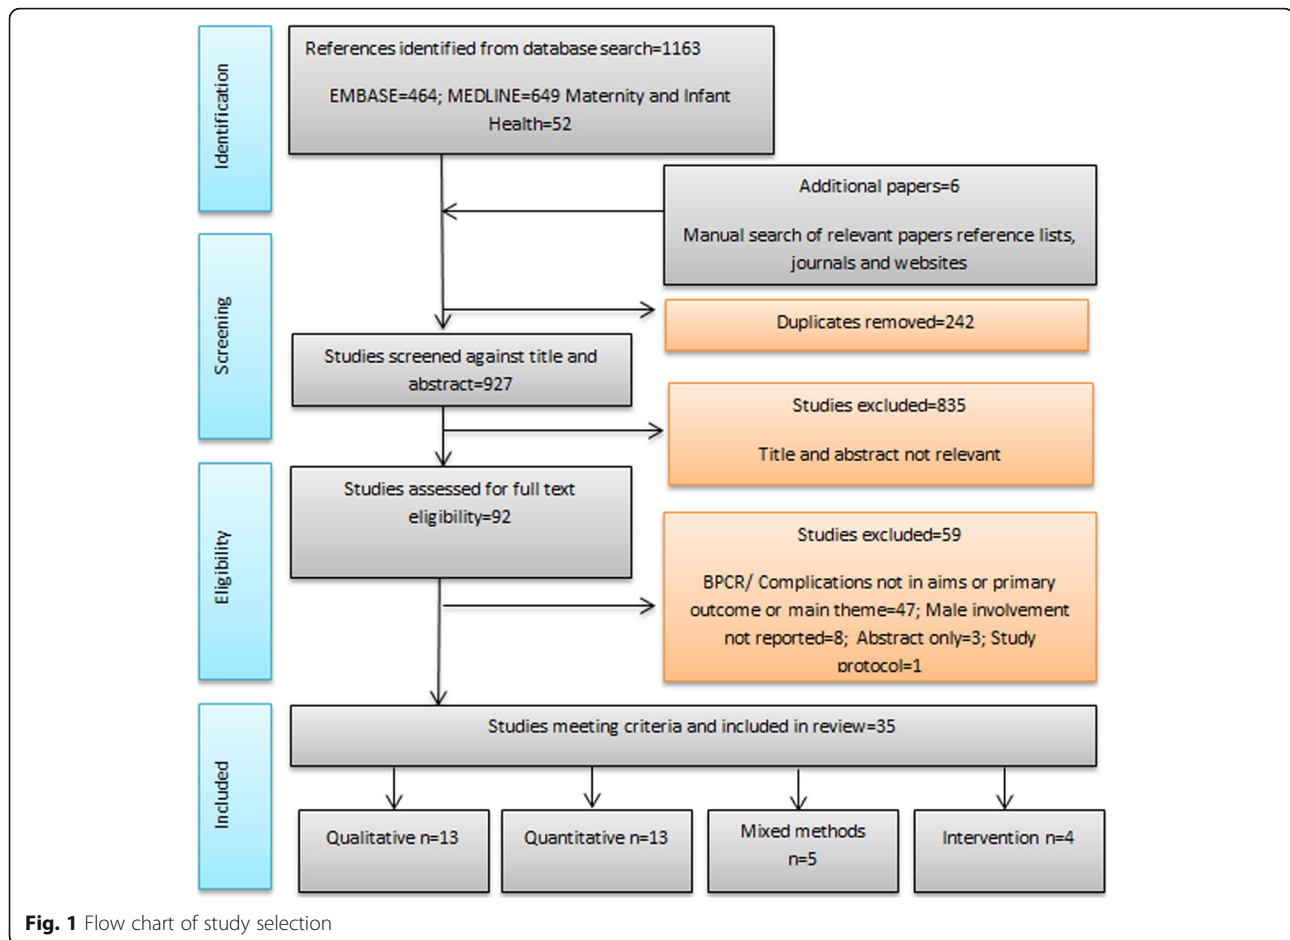 Identification
References identified from database search=1163
EMBASE=464; MEDLINE=649 Maternity and Infant
Health=52
Additional papers=6
Manual search of relevant papers reference lists,
journals and websites
Screening
Duplicates removed=242
Studies screened against title and
abstract=927
Studies excluded=835
Title and abstract not relevant
Eligibility
Studies assessed for full text
eligibility=92
Studies excluded=59
BPCR/ Complications not in aims or primary
outcome or main theme=47; Male involvement
not reported=8; Abstract only=3; Study
protocol=1
Included
Studies meeting criteria and included in review=35
Qualitative n=13
Quantitative n=13
Mixed methods
n=5
Intervention n=4
Fig. 1 Flow chart of study selection